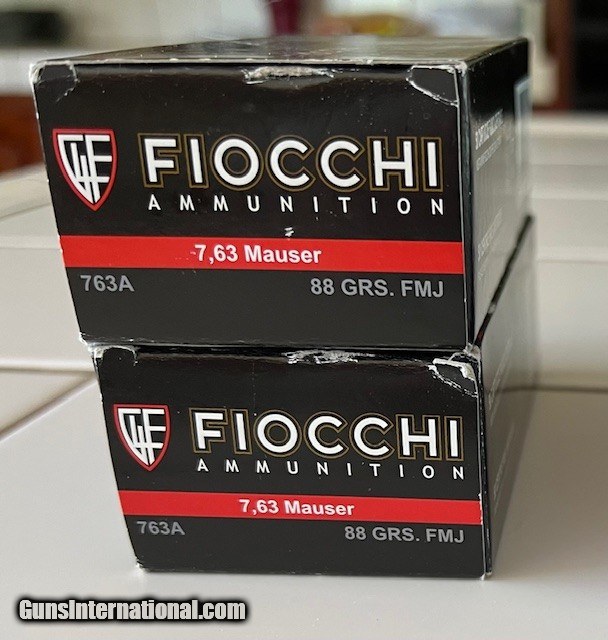 FIOCCHI
AMMUNITION
7,63 Mauser
763A 88 GRS. FMJ
FIOCCHI
AMMUNITION
7,63 Mauser
763A 88 GRS. FMJ
GunsInternational.com